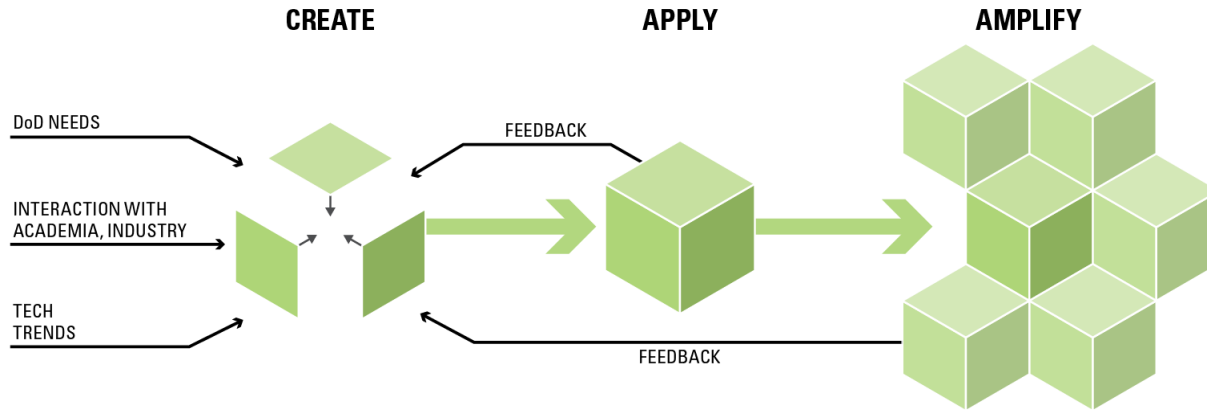 CREATE
APPLY
AMPLIFY
DoD NEEDS
FEEDBACK
INTERACTION WITH
ACADEMIA, INDUSTRY
TECH
TRENDS
FEEDBACK